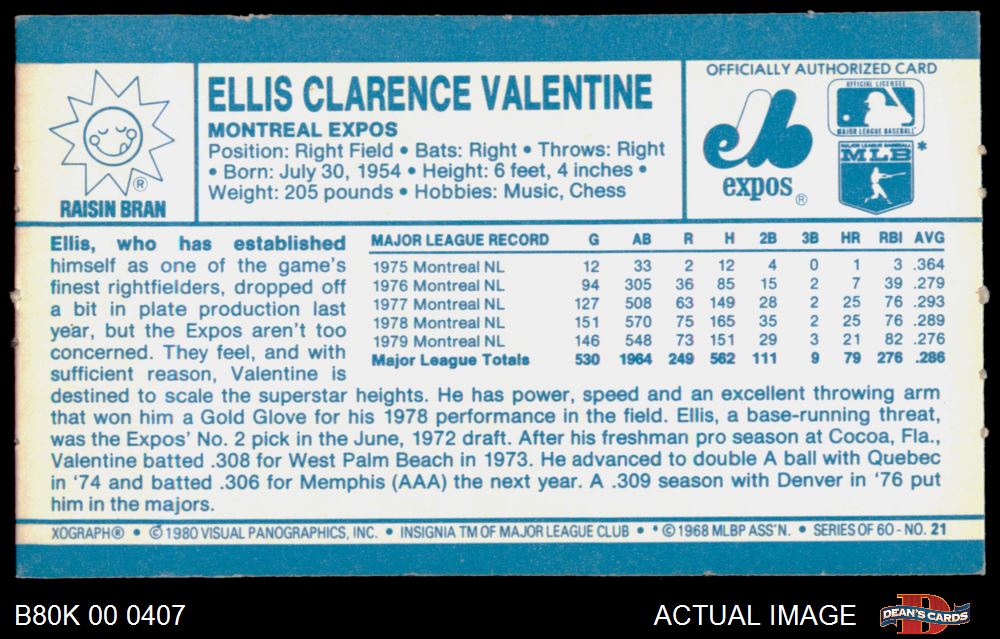 RAISIN BRAN
®
ELLIS CLARENCE VALENTINE
MONTREAL EXPOS
Position: Right Field • Bats: Right • Throws: Right
• Born: July 30, 1954 • Height: 6 feet, 4 inches •
Weight: 205 pounds • Hobbies: Music, Chess
OFFICIALLY AUTHORIZED CARD
expos ®
OFFICIAL LICENSEE
MAJOR LEAGUE BASEBALL
MAJOR LEAGUE BASEBALL
MLB *
Ellis, who has established
himself as one of the game's
finest rightfielders, dropped off
a bit in plate production last
year, but the Expos aren't too
concerned. They feel, and with
sufficient reason, Valentine is
MAJOR LEAGUE RECORD G AB R H 2B 3B HR RBI AVG
1975 Montreal NL 12 33 2 12 4 0 1 3 .364
1976 Montreal NL 94 305 36 85 15 2 7 39 .279
1977 Montreal NL 127 508 63 149 28 2 25 76 .293
1978 Montreal NL 151 570 75 165 35 2 25 76 .289
1979 Montreal NL 146 548 73 151 29 3 21 82 .276
Major League Totals 530 1964 249 562 111 9 79 276 .286
destined to scale the superstar heights. He has power, speed and an excellent throwing arm
that won him a Gold Glove for his 1978 performance in the field. Ellis, a base-running threat,
was the Expos' No. 2 pick in the June, 1972 draft. After his freshman pro season at Cocoa, Fla.,
Valentine batted .308 for West Palm Beach in 1973. He advanced to double A ball with Quebec
in '74 and batted .306 for Memphis (AAA) the next year. A .309 season with Denver in '76 put
him in the majors.
XOGRAPH® • © 1980 VISUAL PANOGRAPHICS, INC. • INSIGNIA TM OF MAJOR LEAGUE CLUB • * © 1968 MLBP ASS'N. • SERIES OF 60 - NO. 21
B80K 00 0407
ACTUAL IMAGE
DEAN'S CARDS